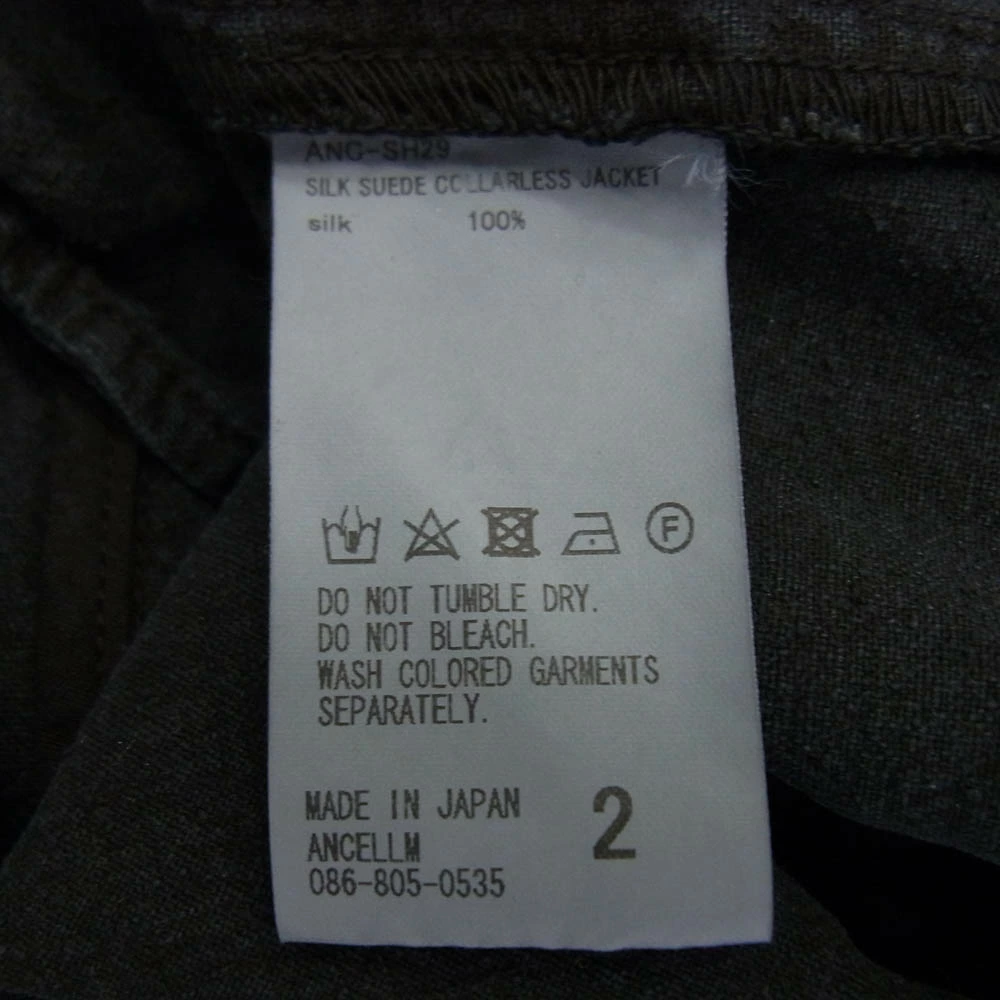 ANC-SH29
SILK SUEDE COLLARLESS JACKET
silk 100%
F
DO NOT TUMBLE DRY.
DO NOT BLEACH.
WASH COLORED GARMENTS
SEPARATELY.
MADE IN JAPAN
2
ANCELLM
086-805-0535